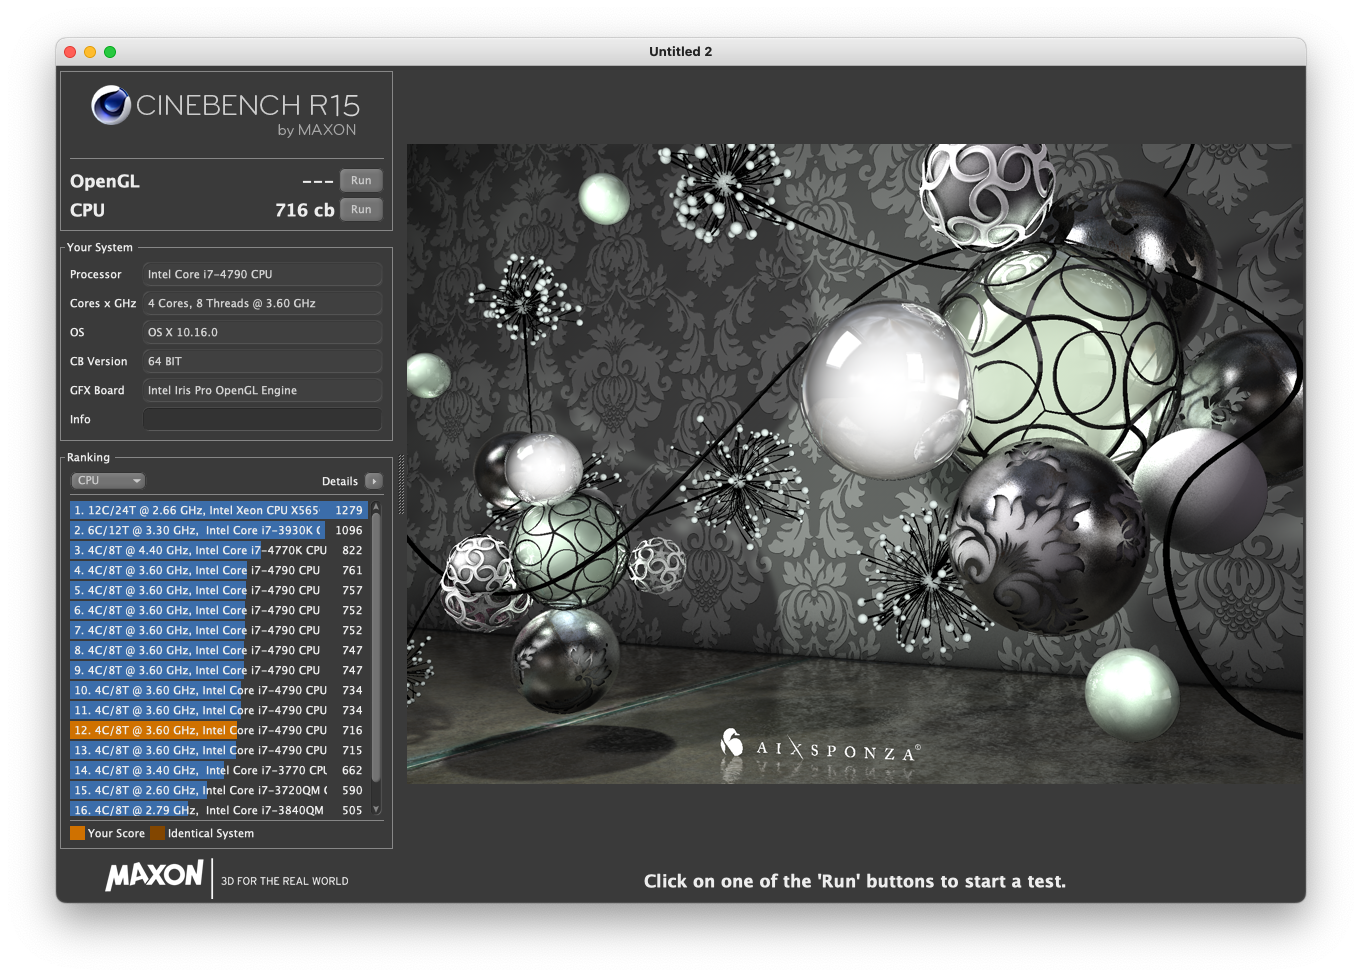 Untitled 2
CINEBENCH R15
by MAXON
OpenGL --- Run
CPU 716 cb Run
Your System
Processor Intel Core i7-4790 CPU
Cores x GHz 4 Cores, 8 Threads @ 3.60 GHz
OS OS X 10.16.0
CB Version 64 BIT
GFX Board Intel Iris Pro OpenGL Engine
Info
Ranking
CPU Details
1. 12C/24T @ 2.66 GHz, Intel Xeon CPU X565 1279
2. 6C/12T @ 3.30 GHz, Intel Core i7-3930K C 1096
3. 4C/8T @ 4.40 GHz, Intel Core i7-4770K CPU 822
4. 4C/8T @ 3.60 GHz, Intel Core i7-4790 CPU 761
5. 4C/8T @ 3.60 GHz, Intel Core i7-4790 CPU 757
6. 4C/8T @ 3.60 GHz, Intel Core i7-4790 CPU 752
7. 4C/8T @ 3.60 GHz, Intel Core i7-4790 CPU 752
8. 4C/8T @ 3.60 GHz, Intel Core i7-4790 CPU 747
9. 4C/8T @ 3.60 GHz, Intel Core i7-4790 CPU 747
10. 4C/8T @ 3.60 GHz, Intel Core i7-4790 CPU 734
11. 4C/8T @ 3.60 GHz, Intel Core i7-4790 CPU 734
12. 4C/8T @ 3.60 GHz, Intel Core i7-4790 CPU 716
13. 4C/8T @ 3.60 GHz, Intel Core i7-4790 CPU 715
14. 4C/8T @ 3.40 GHz, Intel Core i7-3770 CPU 662
15. 4C/8T @ 2.60 GHz, Intel Core i7-3720QM C 590
16. 4C/8T @ 2.79 GHz, Intel Core i7-3840QM 505
Your Score Identical System
MAXON 3D FOR THE REAL WORLD
AIXSPONZA©
Click on one of the 'Run' buttons to start a test.